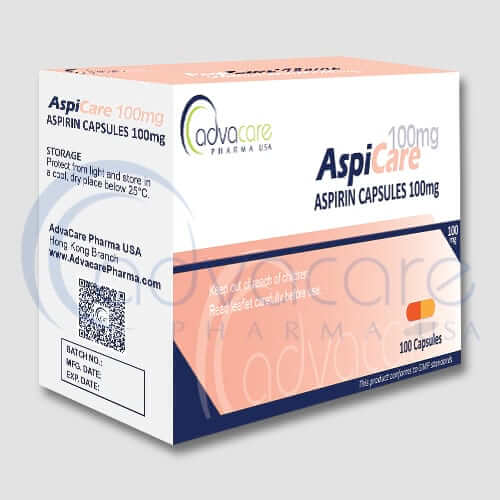 AspiCare 100mg
ASPIRIN CAPSULES 100mg
STORAGE
Protect from light and store in
a cool, dry place below 25°C.
AdvaCare Pharma USA
Hong Kong Branch
www.AdvacarePharma.com
BATCH NO.:
MFG. DATE:
EXP. DATE:
advacare
PHARMA USA
100mg
AspiCare
ASPIRIN CAPSULES 100mg
100
mg
Keep out of reach of children
Read leaflet carefully before use
100 Capsules
This product conforms to GMP standards
advacare
PHARMA USA